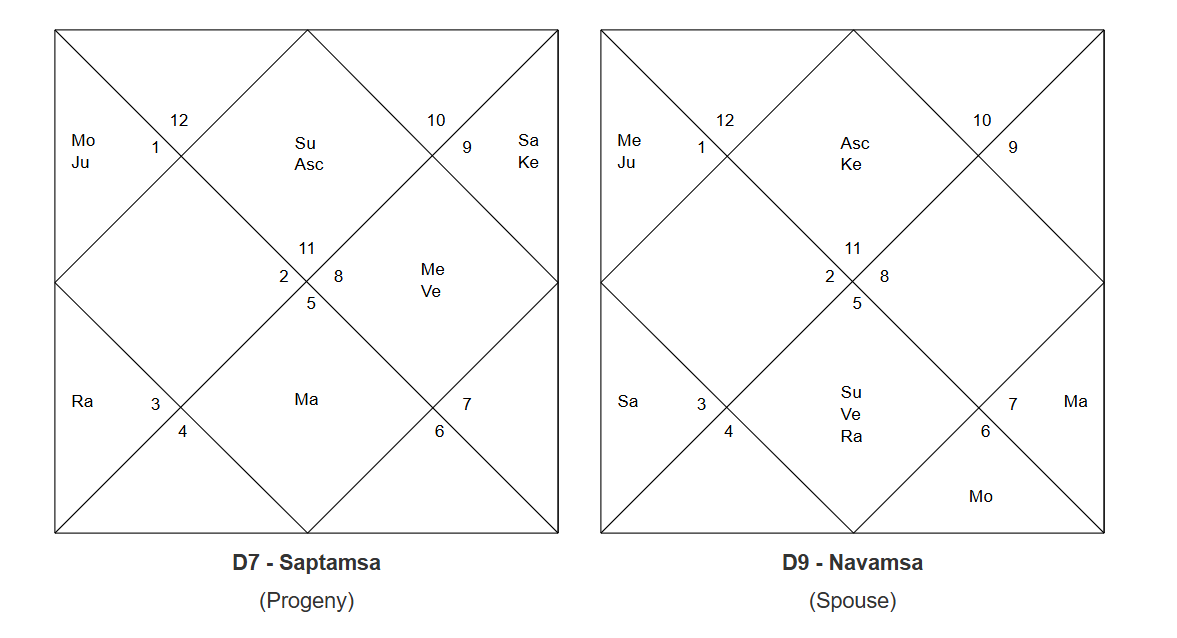 12
10
Mo
Ju
1
Su
Asc
9
Sa
Ke
11
2
8
Me
Ve
5
Ra
3
Ma
7
4
6
D7 - Saptamsa
(Progeny)
12
10
Me
Ju
1
Asc
Ke
9
11
2
8
5
Sa
3
Su
Ve
Ra
7
Ma
4
6
Mo
D9 - Navamsa
(Spouse)